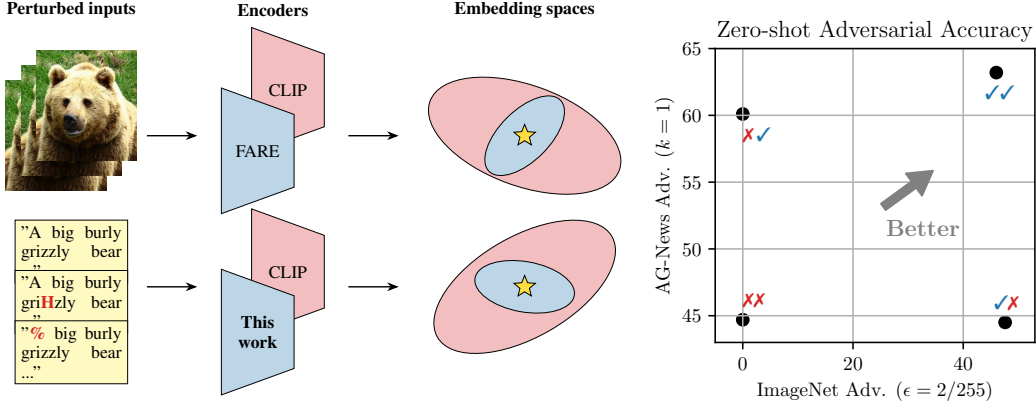 Perturbed inputs
Encoders
Embedding spaces
CLIP
FARE
"A big burly
grizzly bear
..."
"A big burly
griHzly bear
..."
"% big burly
grizzly bear
..."
CLIP
This
work
Zero-shot Adversarial Accuracy
65
60
55
50
45
AG-News Adv. (k = 1)
✗✓
✓✓
✗✗
✓✗
Better
0
20
40
ImageNet Adv. (ϵ = 2/255)